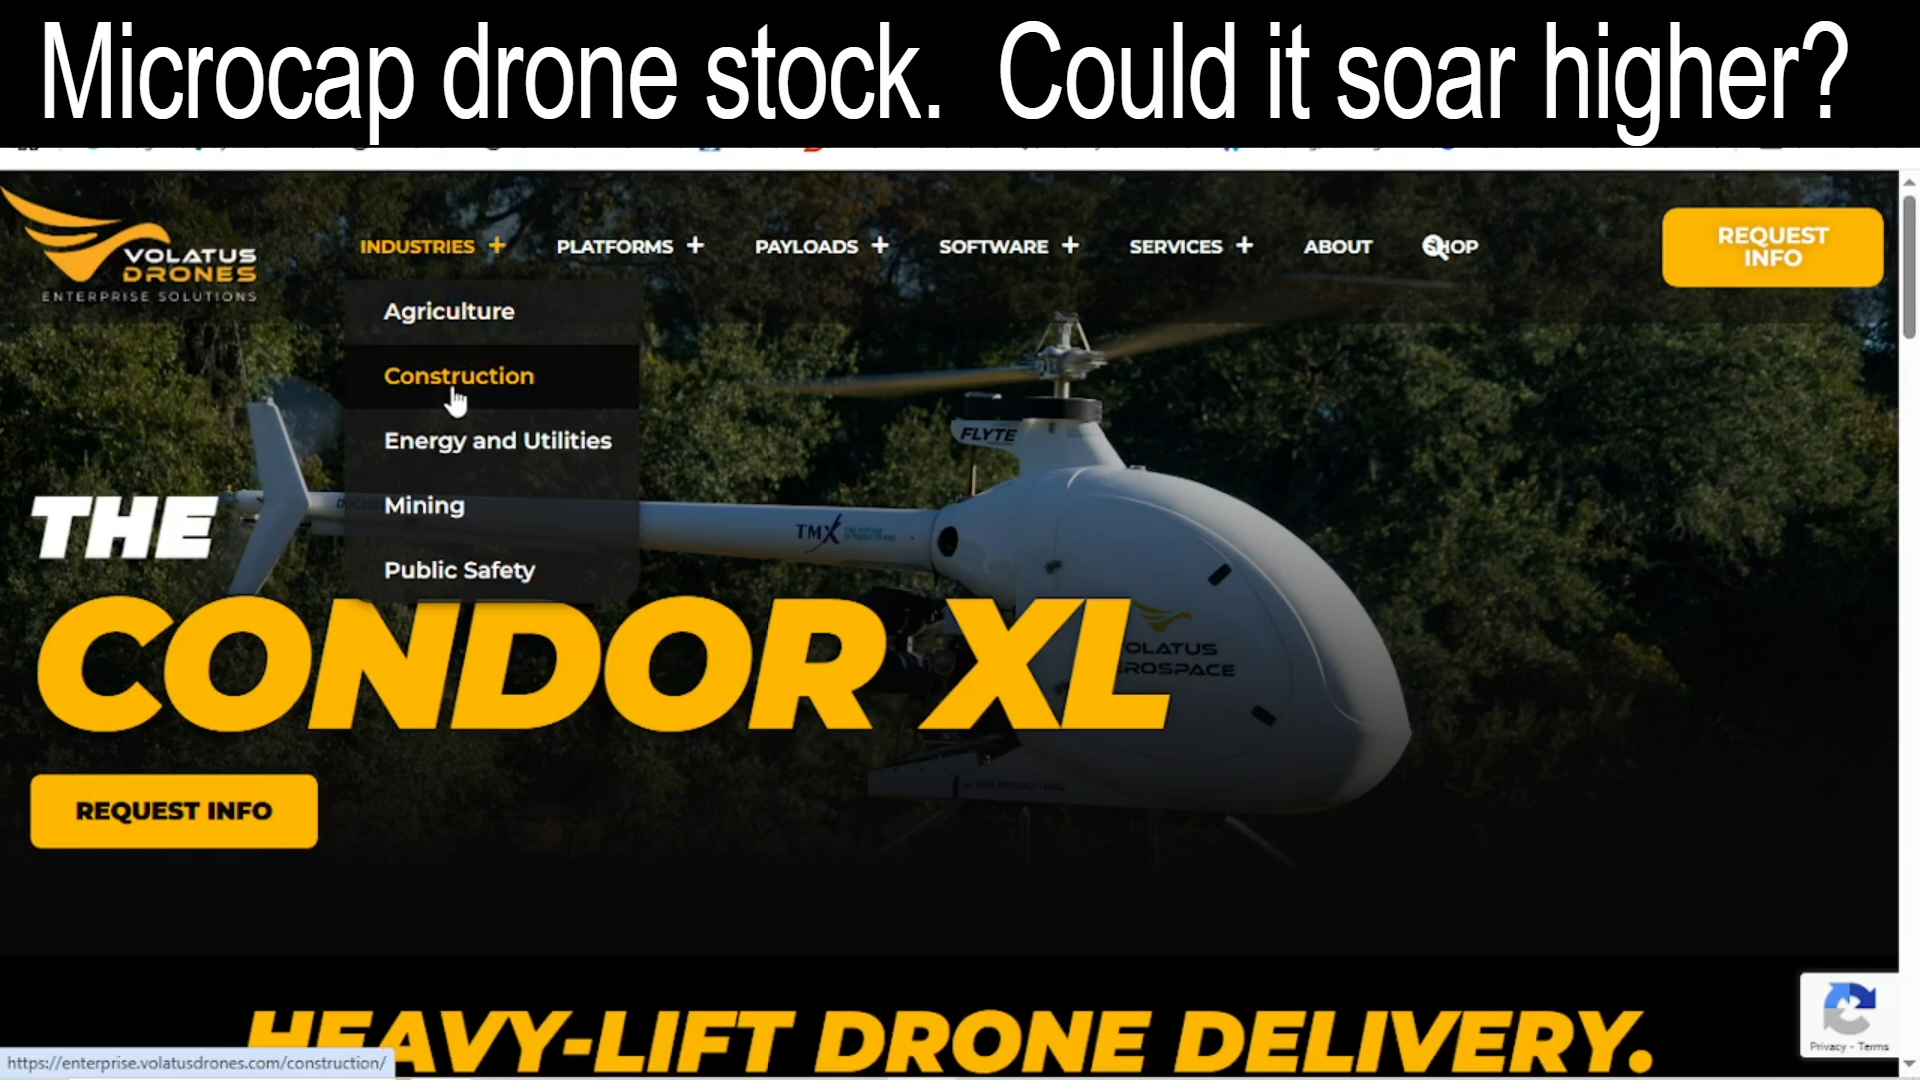 Microcap drone stock. Could it soar higher?
VOLATUS
DRONES
ENTERPRISE SOLUTIONS
INDUSTRIES + PLATFORMS + PAYLOADS + SOFTWARE + SERVICES + ABOUT SHOP
REQUEST
INFO
Agriculture
Construction
Energy and Utilities
Mining
Public Safety
FLYTE
TMX
THE
CONDOR XL
OLATUS
ROSPACE
REQUEST INFO
HEAVY-LIFT DRONE DELIVERY.
Privacy - Terms
https://enterprise.volatusdrones.com/construction/